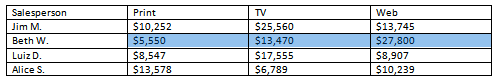 Salesperson Print TV Web
Jim M. $10,252 $25,560 $13,745
Beth W. $5,550 $13,470 $27,800
Luiz D. $8,547 $17,555 $8,907
Alice S. $13,578 $6,789 $10,239